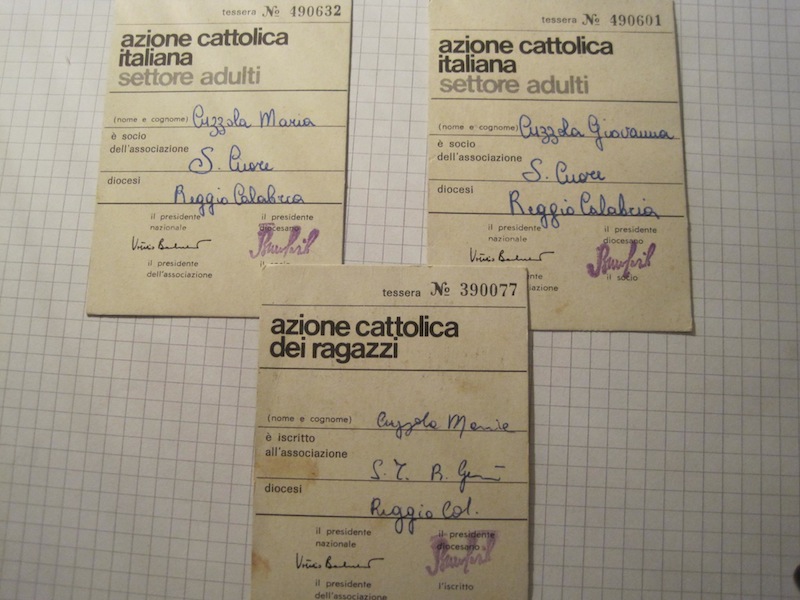 tessera № 490632
azione cattolica
italiana
settore adulti
(nome e cognome) Cuzzola Maria
è socio
dell'associazione
S. Cuore
diocesi
Reggio Calabria
il presidente
nazionale
il presidente
diocesano
il presidente
dell'associazione
il socio
tessera № 490601
azione cattolica
italiana
settore adulti
(nome e cognome) Cuzzola Giovanna
è socio
dell'associazione
S. Cuore
diocesi
Reggio Calabria
il presidente
nazionale
il presidente
diocesano
il socio
tessera № 390077
azione cattolica
dei ragazzi
(nome e cognome) Cuzzola Maria
è iscritto
all'associazione
diocesi
Reggio Cal.
il presidente
nazionale
il presidente
diocesano
il presidente
dell'associazione
l'iscritto